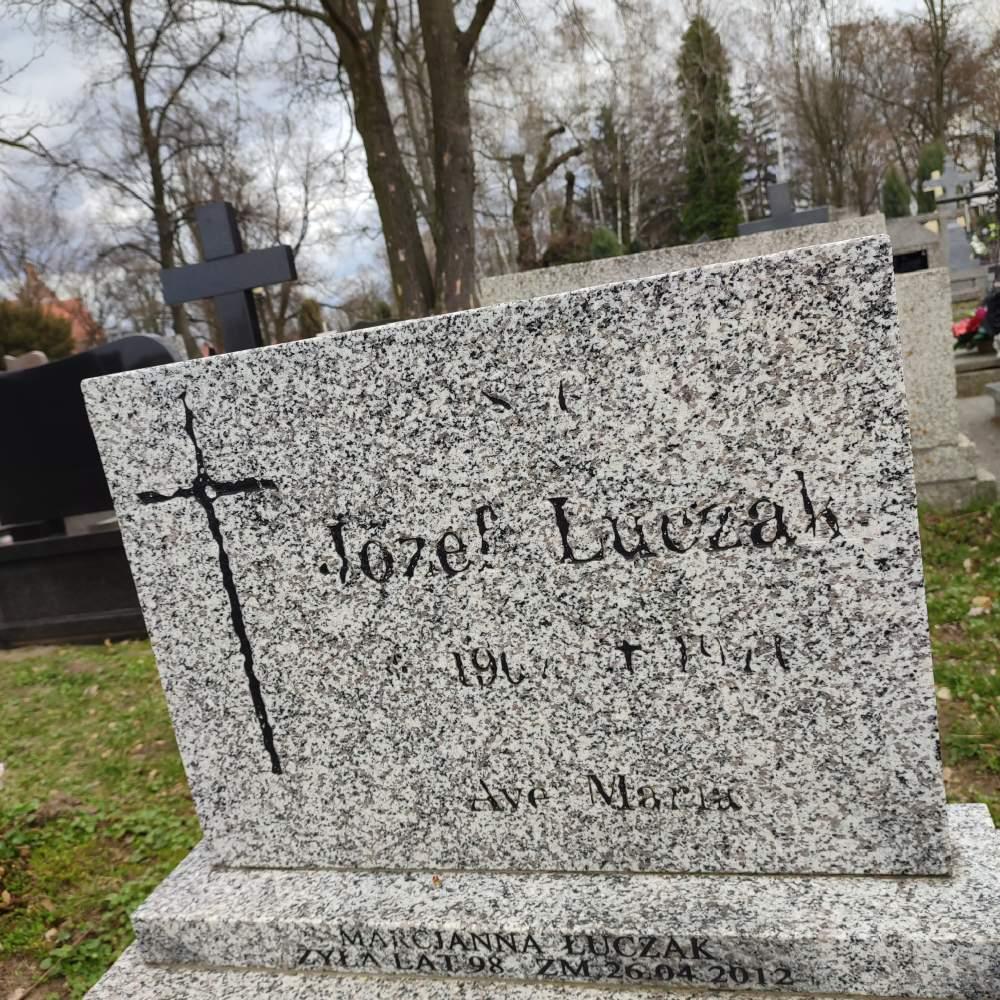 Józef Łuczak
Ave Maria
MARCJANNA ŁUCZAK
ŻYŁA LAT 98 ZM. 26.04.2012